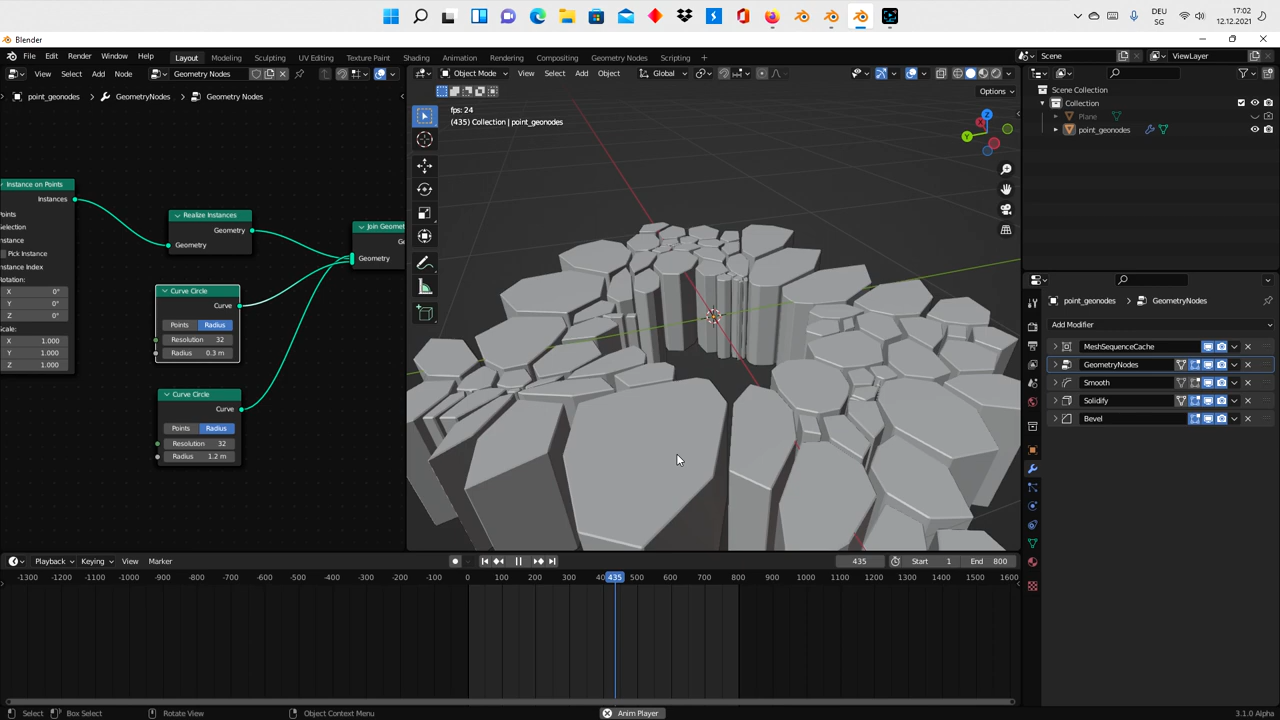 DEU 17:02
SG 12.12.2021
Blender
File Edit Render Window Help Layout Modeling Sculpting UV Editing Texture Paint Shading Animation Rendering Geometry Nodes Scripting Scene ViewLayer
View Select Add Node Geometry Nodes Object Mode View Select Add Object Global
point_geonodes GeometryNodes Geometry Nodes
Options
fps: 24
(435) Collection | point_geonodes
Scene Collection
Collection
Plane
point_geonodes
Z
X
Y
Instance on Points
Instances
Points
Selection
Instance
Pick Instance
Instance Index
Rotation:
X 0°
Y 0°
Z 0°
Scale:
X 1.000
Y 1.000
Z 1.000
Realize Instances
Geometry
Geometry
Curve Circle
Curve
Points Radius
Resolution 32
Radius 0.3 m
Curve Circle
Curve
Points Radius
Resolution 32
Radius 1.2 m
Join Geomet
Ge
Geometry
point_geonodes GeometryNodes
Add Modifier
MeshSequenceCache
GeometryNodes
Smooth
Solidify
Bevel
Playback Keying View Marker 435 Start 1 End 800
-1300 -1200 -1100 -1000 -900 -800 -700 -600 -500 -400 -300 -200 -100 0 100 200 300 40 435 500 600 700 800 900 1000 1100 1200 1300 1400 1500 1600
Select Box Select Rotate View Object Context Menu Anim Player 3.1.0 Alpha